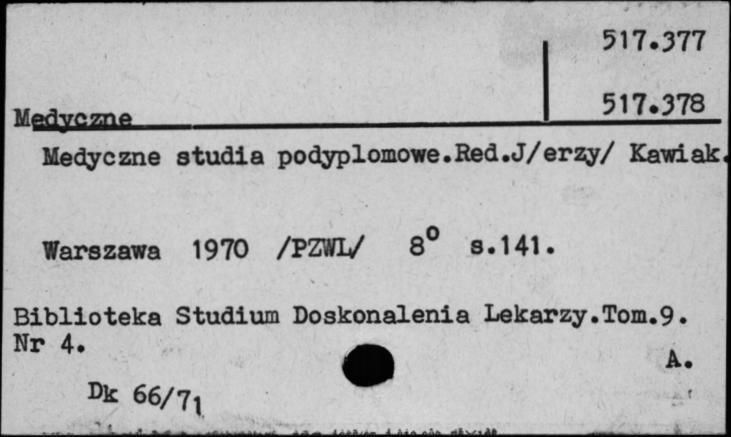 517.377
517.378
Medyczne
Medyczne studia podyplomowe.Red.J/erzy/ Kawiak.
Warszawa 1970 /PZWL/ 8° s.141.
Biblioteka Studium Doskonalenia Lekarzy.Tom.9.
Nr 4.
A.
Dk 66/71